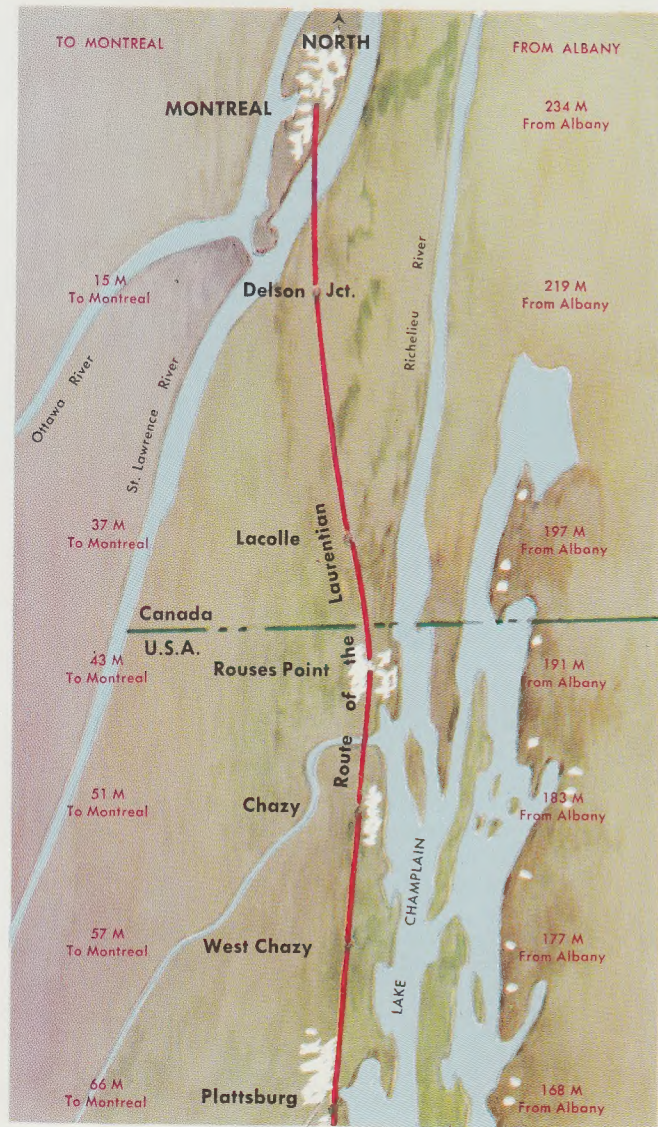 TO MONTREAL
NORTH
FROM ALBANY
MONTREAL
234 M
From Albany
15 M
To Montreal
Delson Jct.
219 M
From Albany
Ottawa River
St. Lawrence River
Richelieu River
37 M
To Montreal
Lacolle
197 M
From Albany
Route of the Laurentian
Canada
U.S.A.
43 M
To Montreal
Rouses Point
191 M
From Albany
51 M
To Montreal
Chazy
183 M
From Albany
LAKE CHAMPLAIN
57 M
To Montreal
West Chazy
177 M
From Albany
66 M
To Montreal
Plattsburg
168 M
From Albany